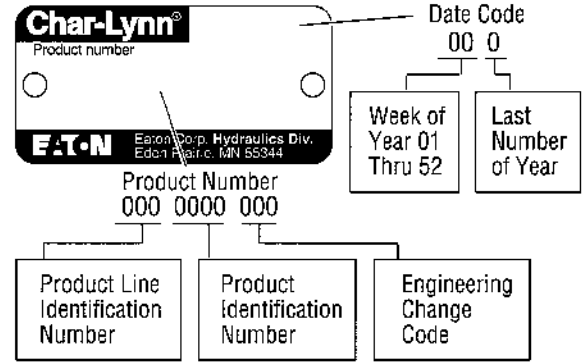 Char-Lynn®
Product number
EATON Eaton Corp. Hydraulics Div.
Eden Prairie, MN 55344
Date Code
00 0
Week of
Year 01
Thru 52
Last
Number
of Year
Product Number
000 0000 000
Product Line
Identification
Number
Product
Identification
Number
Engineering
Change
Code